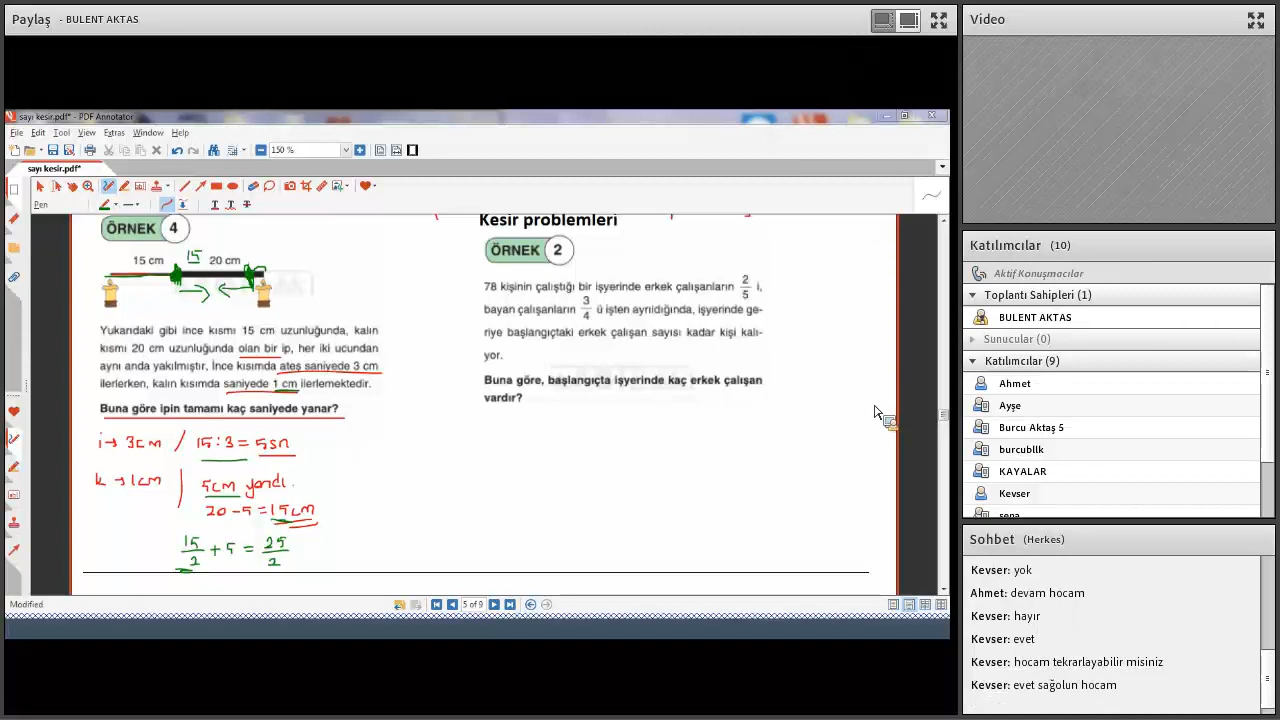 Paylaş - BULENT AKTAS
sayı kesir.pdf* - PDF Annotator
File Edit Tool View Extras Window Help
150 %
sayı kesir.pdf*
Pen
ÖRNEK 4
15 cm 15 20 cm
Yukarıdaki gibi ince kısmı 15 cm uzunluğunda, kalın
kısmı 20 cm uzunluğunda olan bir ip, her iki ucundan
aynı anda yakılmıştır, İnce kısımda ateş saniyede 3 cm
ilerlerken, kalın kısımda saniyede 1 cm ilerlemektedir.
Buna göre ipin tamamı kaç saniyede yanar?
i→ 3cm / 15 : 3 = 5sn
k →1cm | 5cm yandı.
20 -5 = 15cm
15/2 + 5 = 25/2
Kesir problemleri
ÖRNEK 2
78 kişinin çalıştığı bir işyerinde erkek çalışanların 2/5 i,
bayan çalışanların 3/4 ü işten ayrıldığında, işyerinde ge-
riye başlangıçtaki erkek çalışan sayısı kadar kişi kalı-
yor.
Buna göre, başlangıçta işyerinde kaç erkek çalışan
vardır?
Modified
5 of 9
Video
Katılımcılar (10)
Aktif Konuşmacılar
Toplantı Sahipleri (1)
BULENT AKTAS
Sunucular (0)
Katılımcılar (9)
Ahmet
Ayşe
Burcu Aktaş 5
burcubllk
KAYALAR
Kevser
sena
Sohbet (Herkes)
Kevser: yok
Ahmet: devam hocam
Kevser: hayır
Kevser: evet
Kevser: hocam tekrarlayabilir misiniz
Kevser: evet sağolun hocam